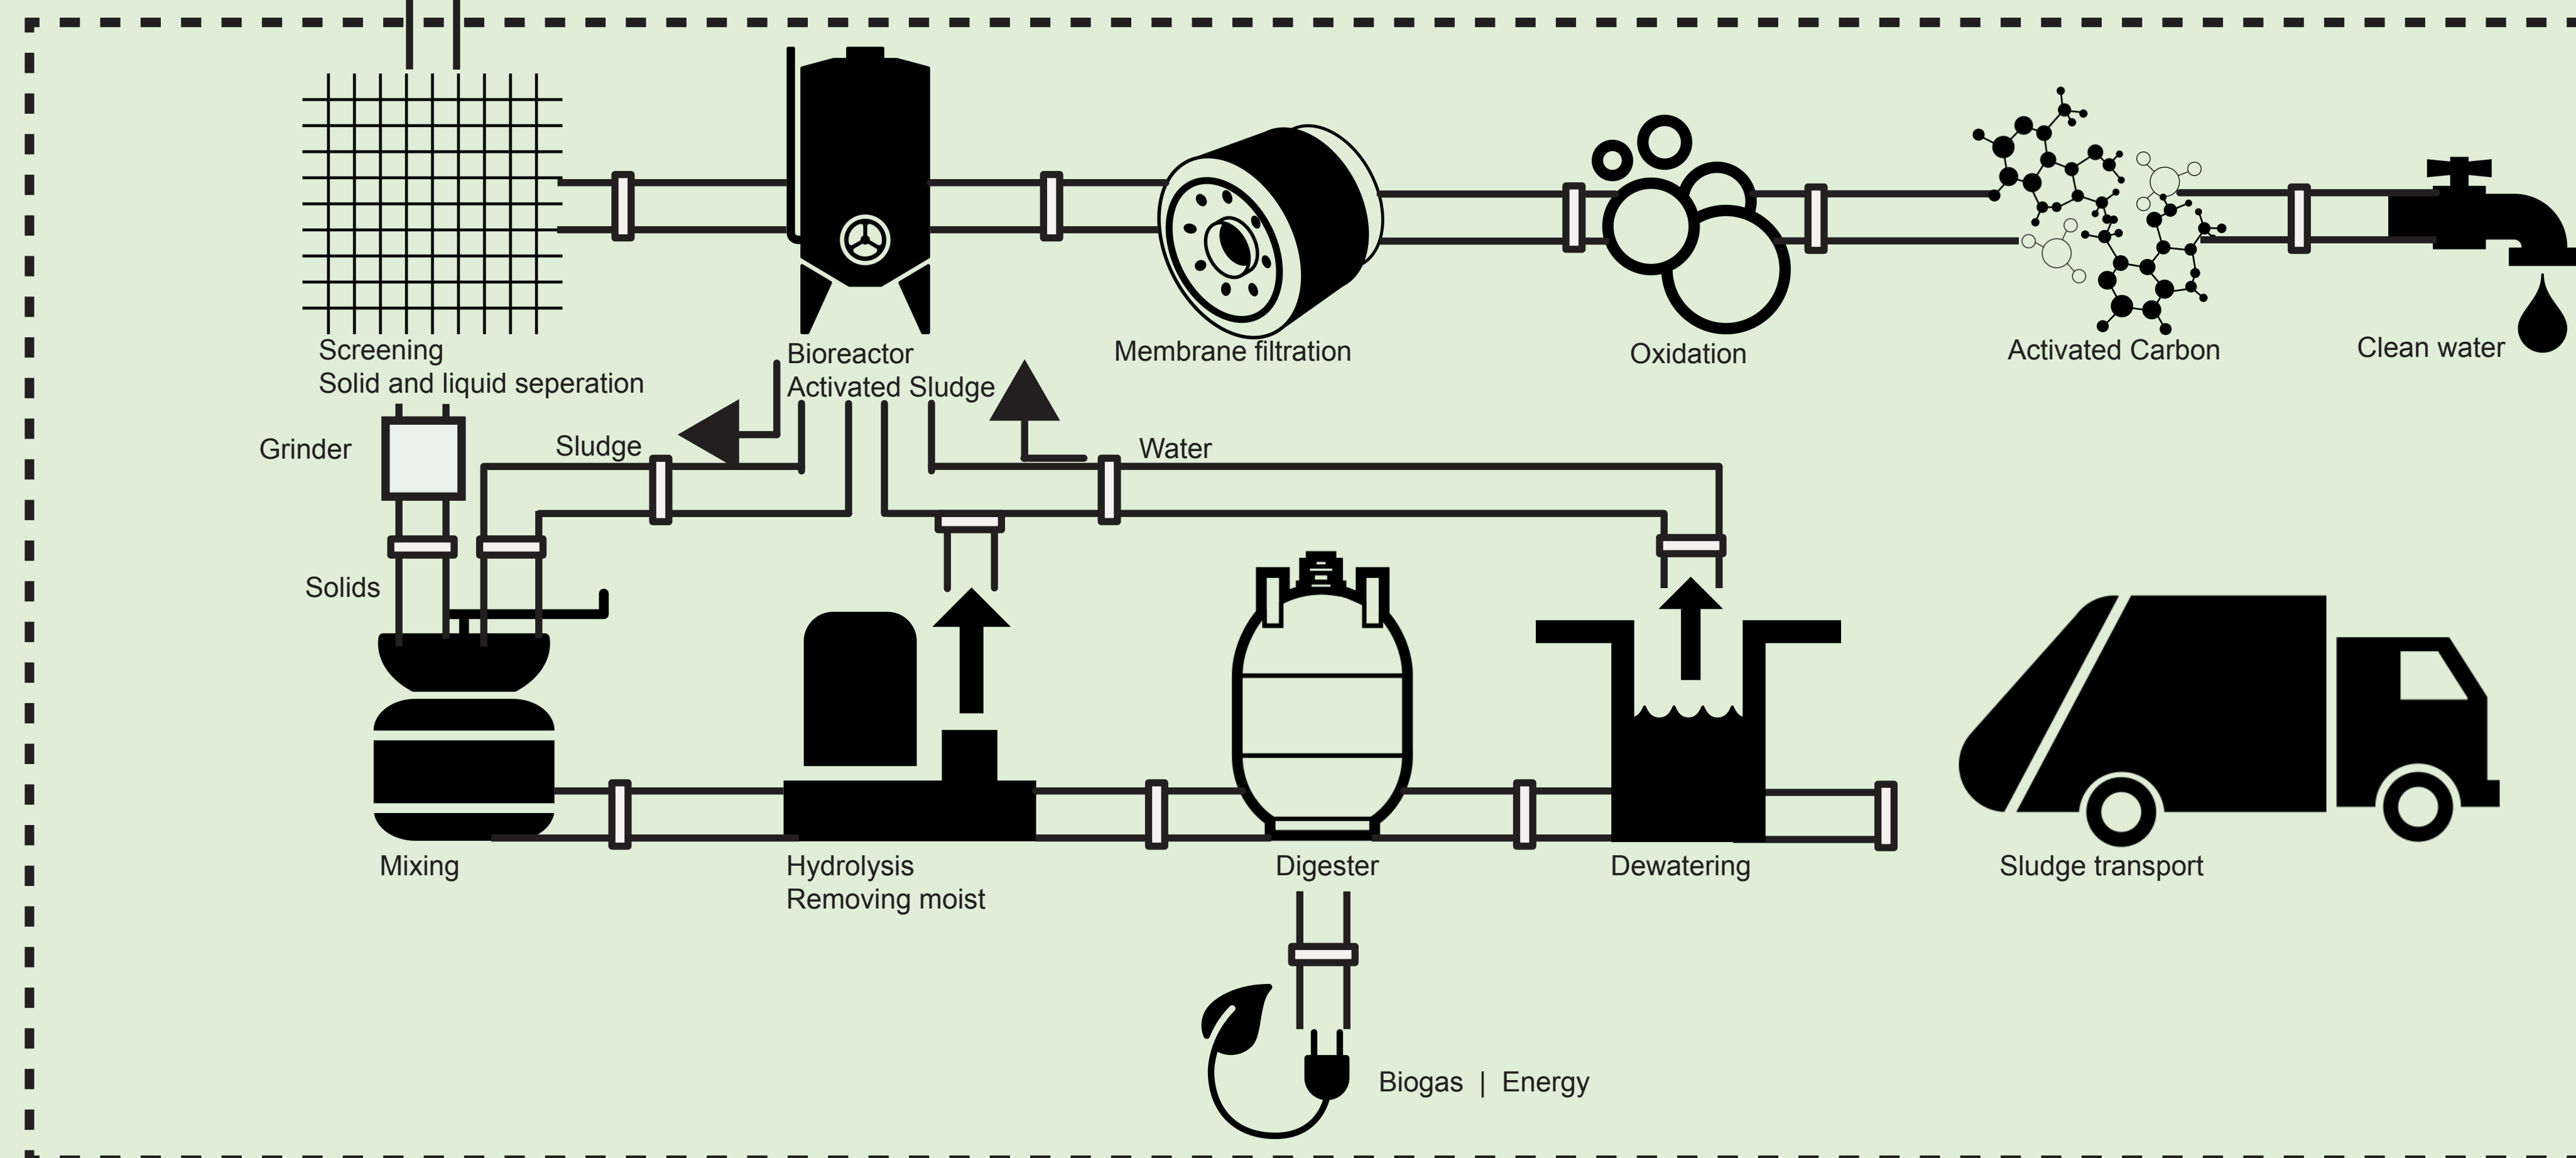 Screening
Solid and liquid seperation
Bioreactor
Activated Sludge
Membrane filtration
Oxidation
Activated Carbon
Clean water
Grinder
Sludge
Water
Solids
Mixing
Hydrolysis
Removing moist
Digester
Dewatering
Sludge transport
Biogas | Energy